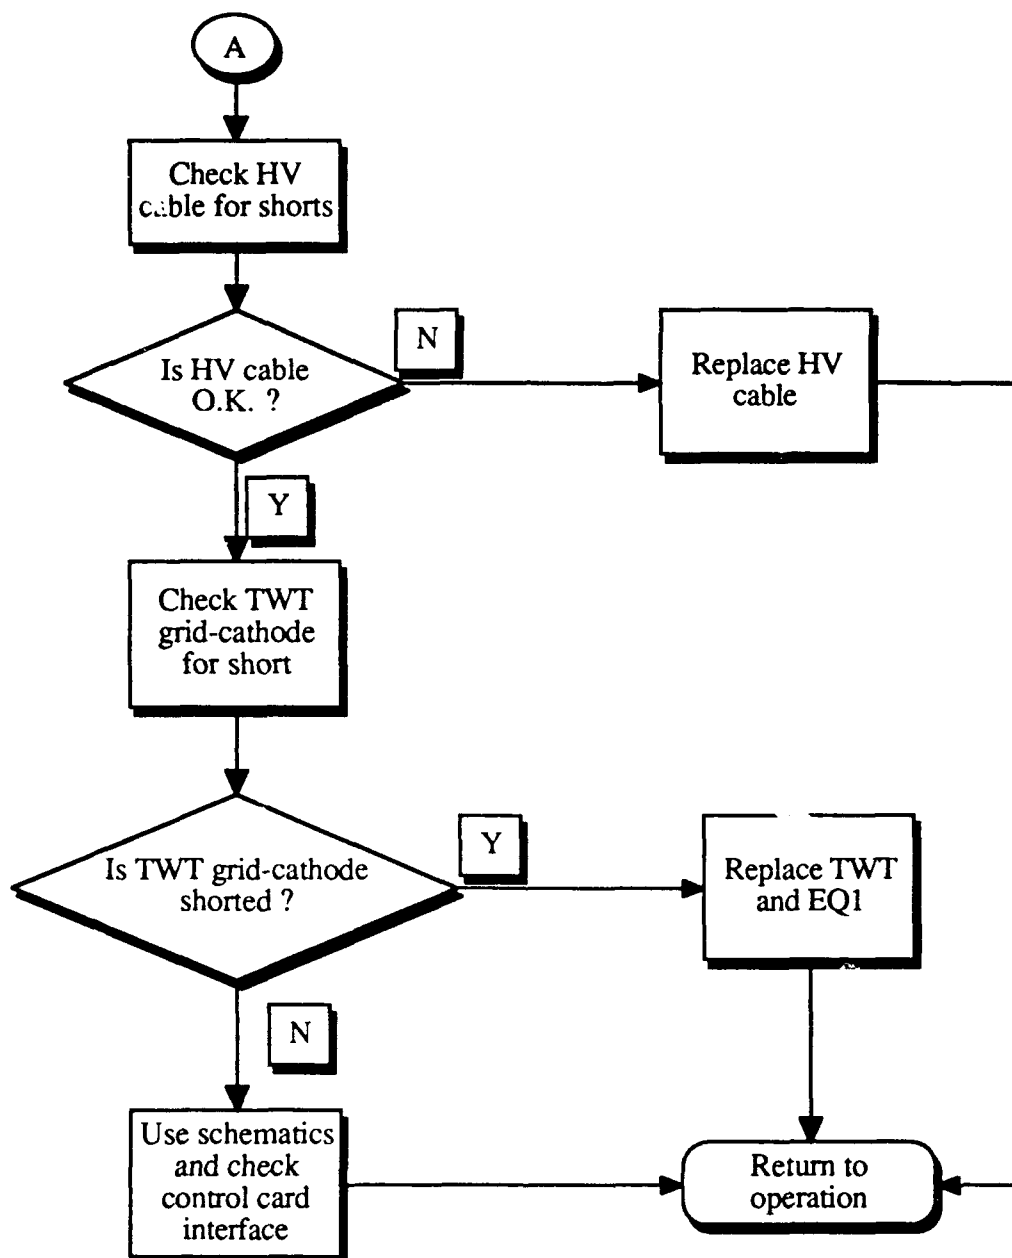 A
Check HV
cable for shorts
Is HV cable
O.K. ?
N
Replace HV
cable
Y
Check TWT
grid-cathode
for short
Is TWT grid-cathode
shorted ?
Y
Replace TWT
and EQ1
N
Use schematics
and check
control card
interface
Return to
operation